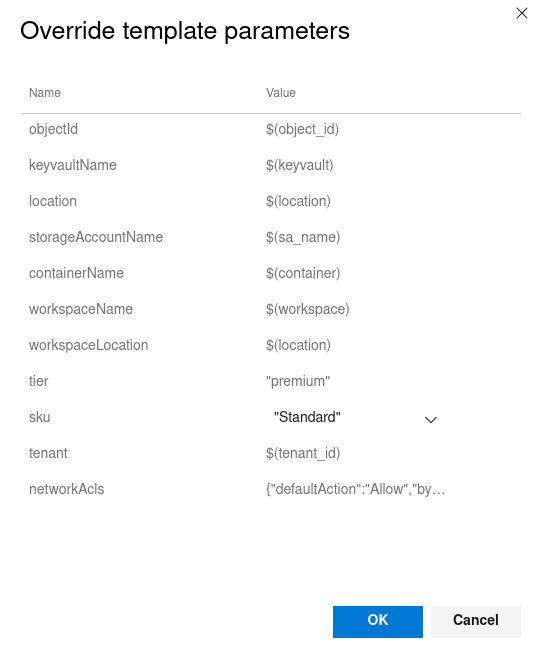 Override template parameters
Name Value
objectId $(object_id)
keyvaultName $(keyvault)
location $(location)
storageAccountName $(sa_name)
containerName $(container)
workspaceName $(workspace)
workspaceLocation $(location)
tier "premium"
sku "Standard"
tenant $(tenant_id)
networkAcls {"defaultAction":"Allow","by…
OK Cancel